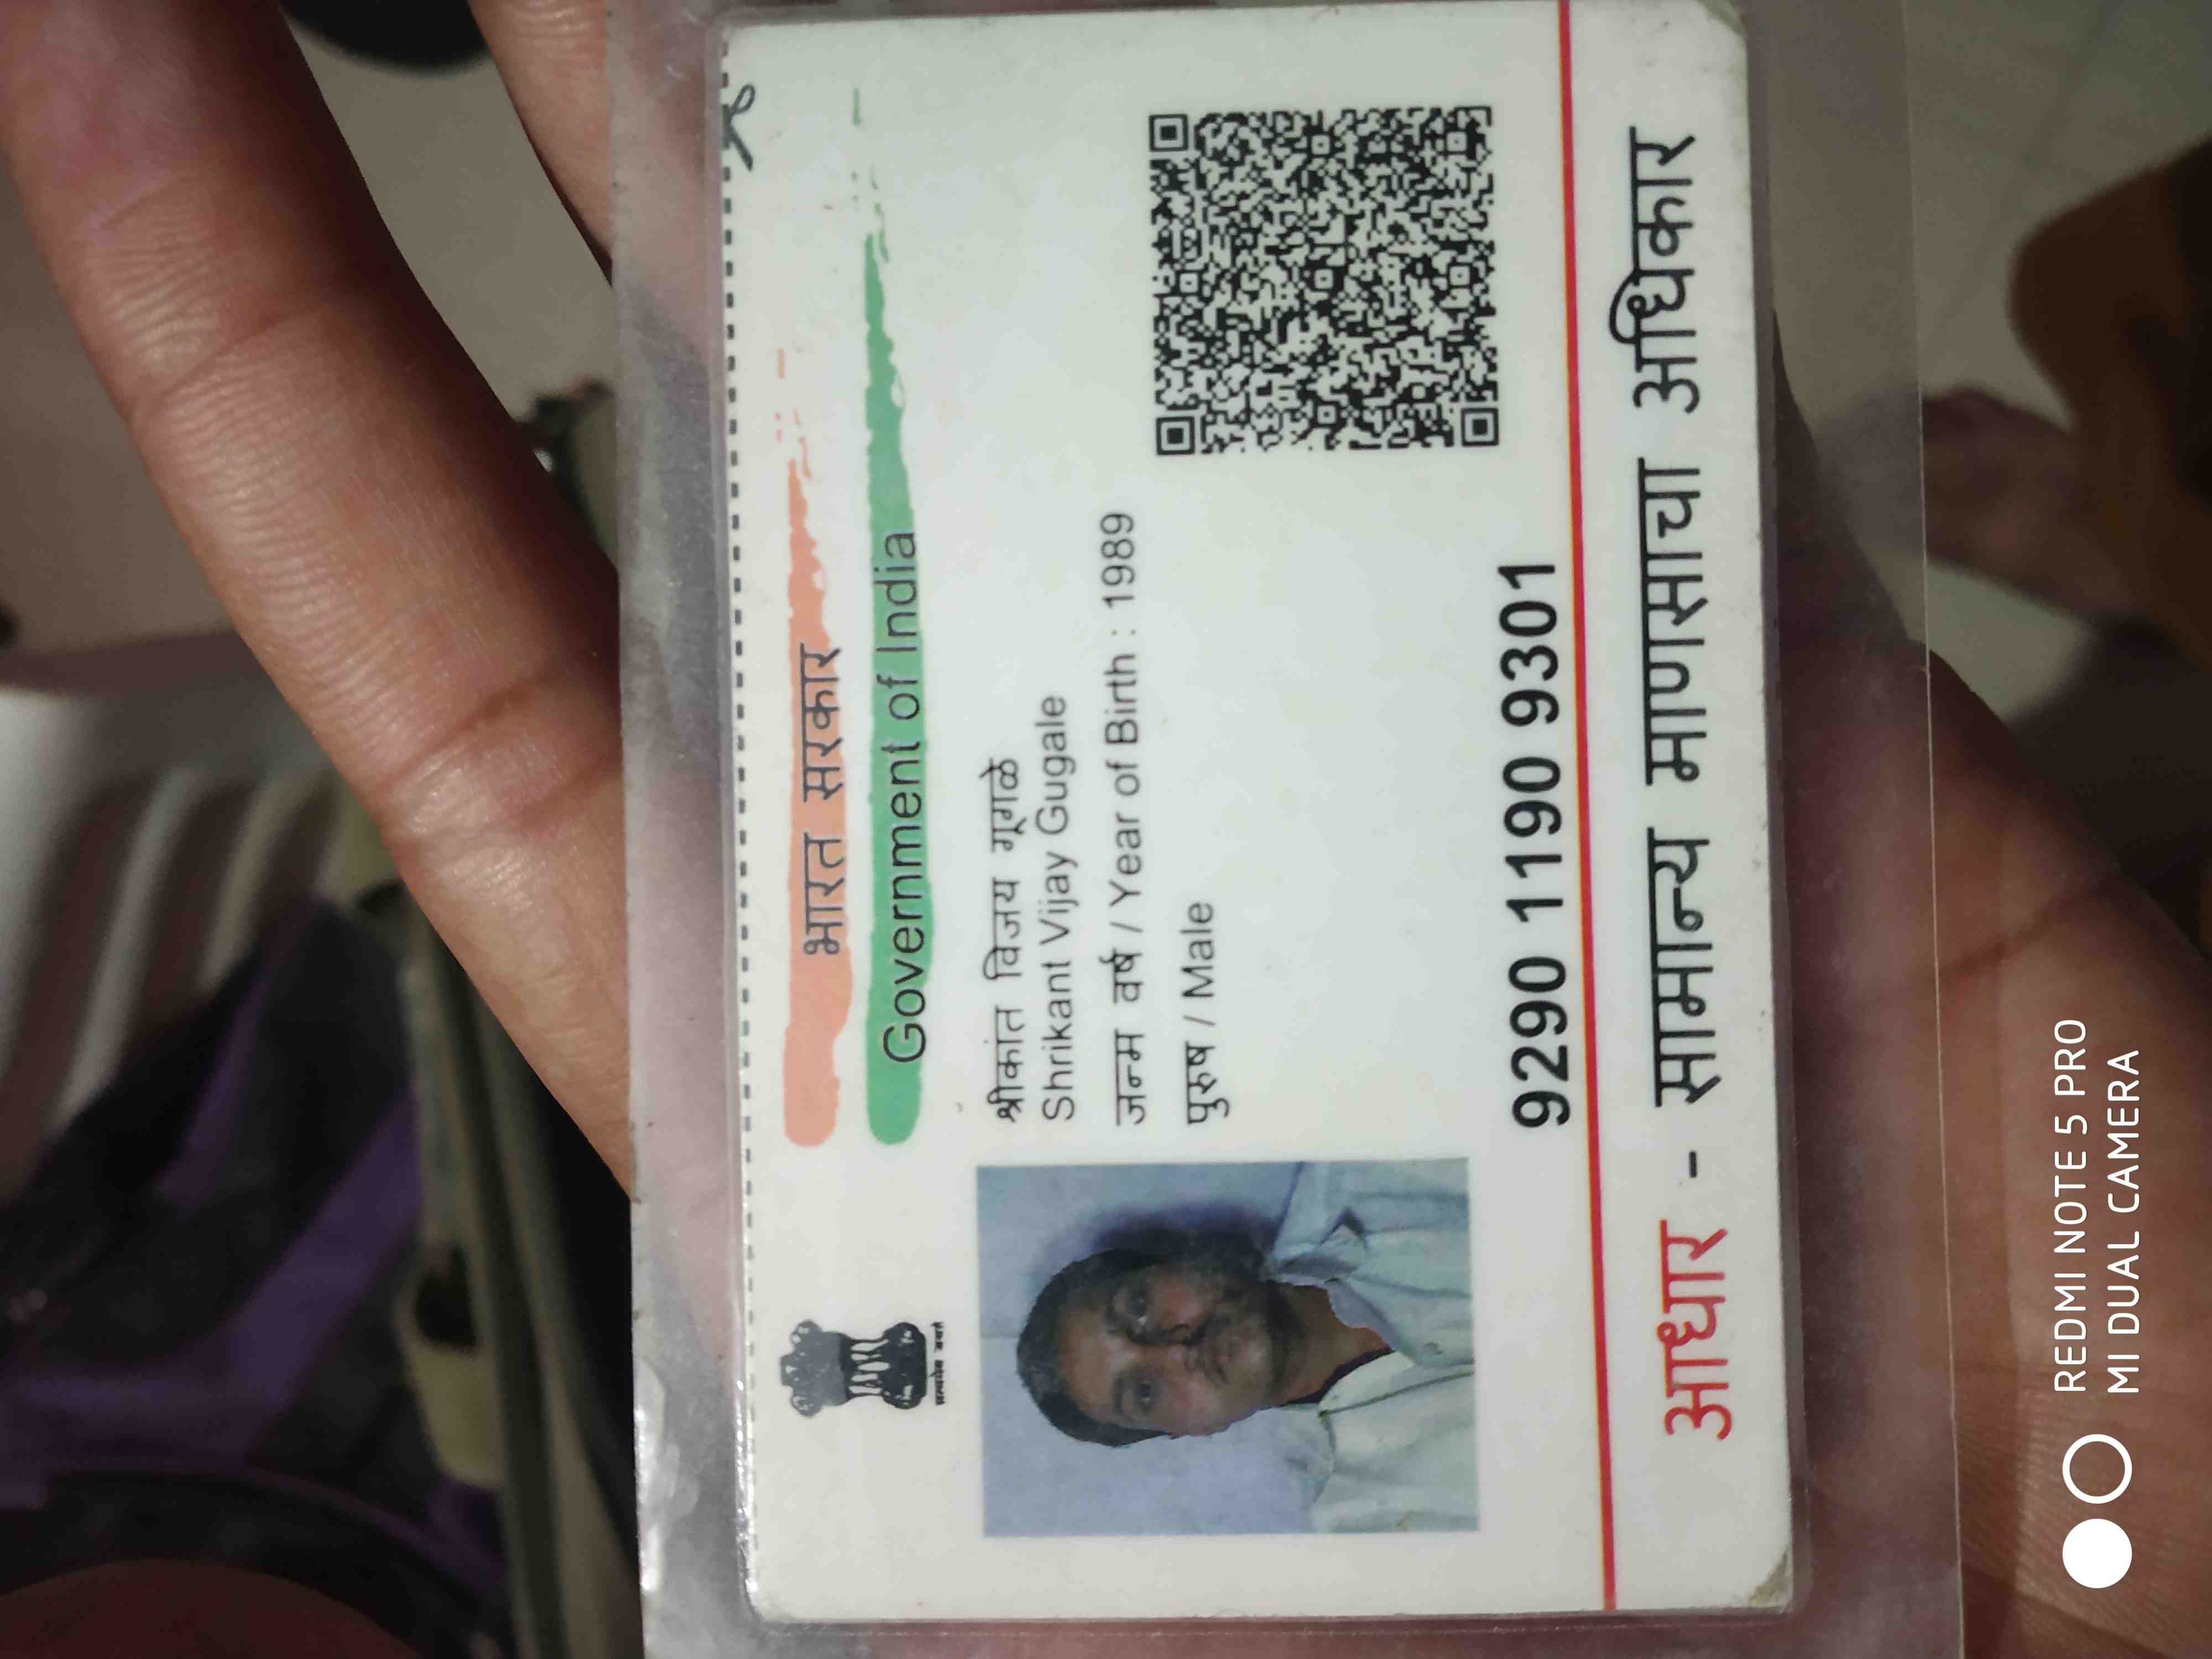 भारत सरकार
Government of India
सत्यमेव जयते
श्रीकांत विजय गूगळे
Shrikant Vijay Gugale
जन्म वर्ष / Year of Birth : 1989
पुरुष / Male
9290 1190 9301
आधार - सामान्य माणसाचा अधिकार
REDMI NOTE 5 PRO
MI DUAL CAMERA